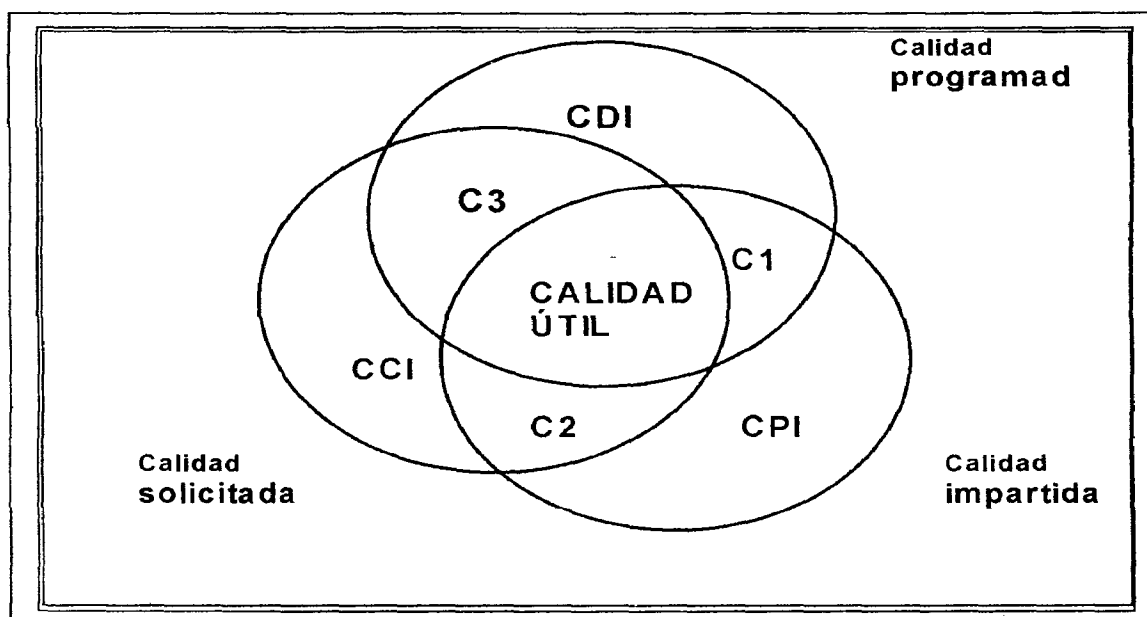 Calidad
programad
CDI
C3
C1
CALIDAD
ÚTIL
CCI
C2
CPI
Calidad
solicitada
Calidad
impartida